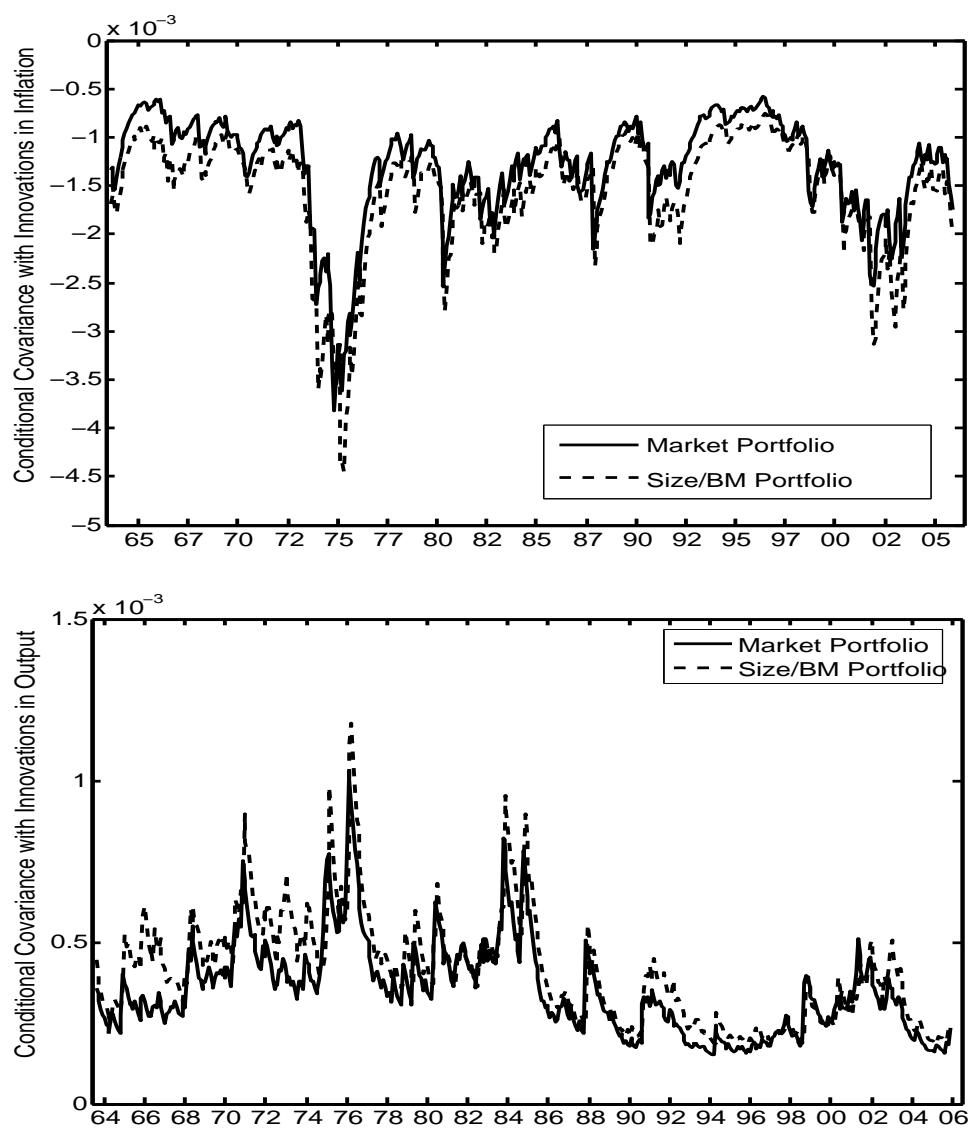 0 x 10−3
−0.5
−1
−1.5
−2
−2.5
−3
−3.5
−4
−4.5
−5
Conditional Covariance with Innovations in Inflation
Market Portfolio
Size/BM Portfolio
65 67 70 72 75 77 80 82 85 87 90 92 95 97 00 02 05
1.5 x 10−3
1
0.5
0
Conditional Covariance with Innovations in Output
Market Portfolio
Size/BM Portfolio
64 66 68 70 72 74 76 78 80 82 84 86 88 90 92 94 96 98 00 02 04 06